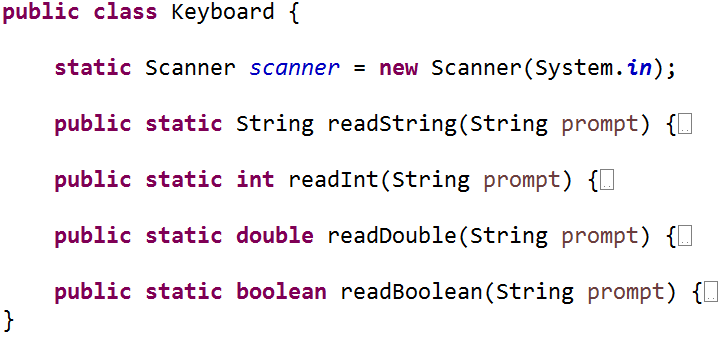 public class Keyboard {
static Scanner scanner = new Scanner(System.in);
public static String readString(String prompt) {..
public static int readInt(String prompt) {..
public static double readDouble(String prompt) {..
public static boolean readBoolean(String prompt) {..
}